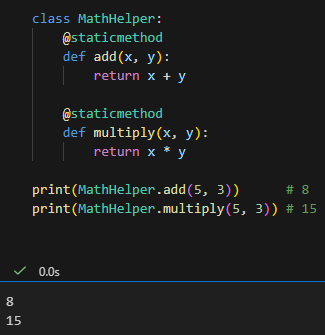 class MathHelper:
    @staticmethod
    def add(x, y):
        return x + y

    @staticmethod
    def multiply(x, y):
        return x * y

print(MathHelper.add(5, 3))      # 8
print(MathHelper.multiply(5, 3)) # 15
0.0s
8
15